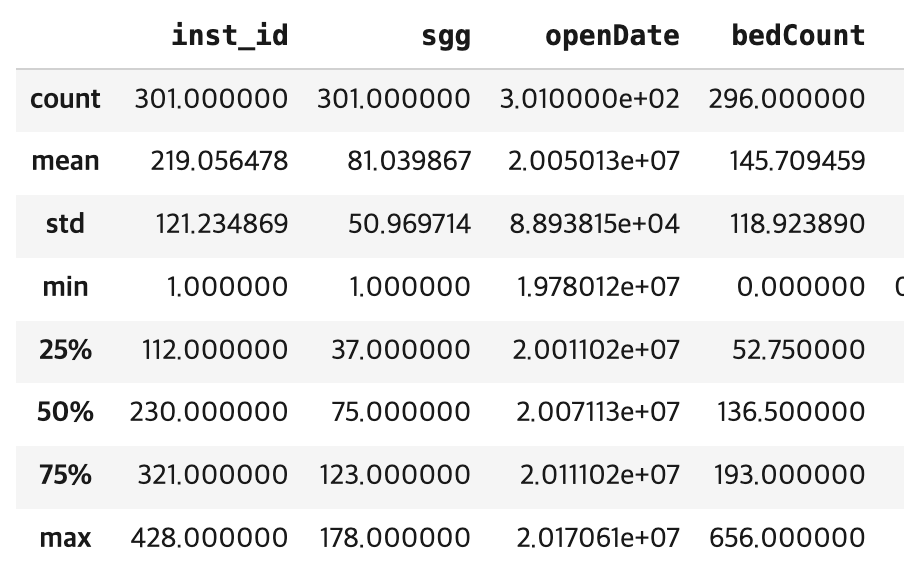 inst_id sgg openDate bedCount
count 301.000000 301.000000 3.010000e+02 296.000000
mean 219.056478 81.039867 2.005013e+07 145.709459
std 121.234869 50.969714 8.893815e+04 118.923890
min 1.000000 1.000000 1.978012e+07 0.000000
25% 112.000000 37.000000 2.001102e+07 52.750000
50% 230.000000 75.000000 2.007113e+07 136.500000
75% 321.000000 123.000000 2.011102e+07 193.000000
max 428.000000 178.000000 2.017061e+07 656.000000